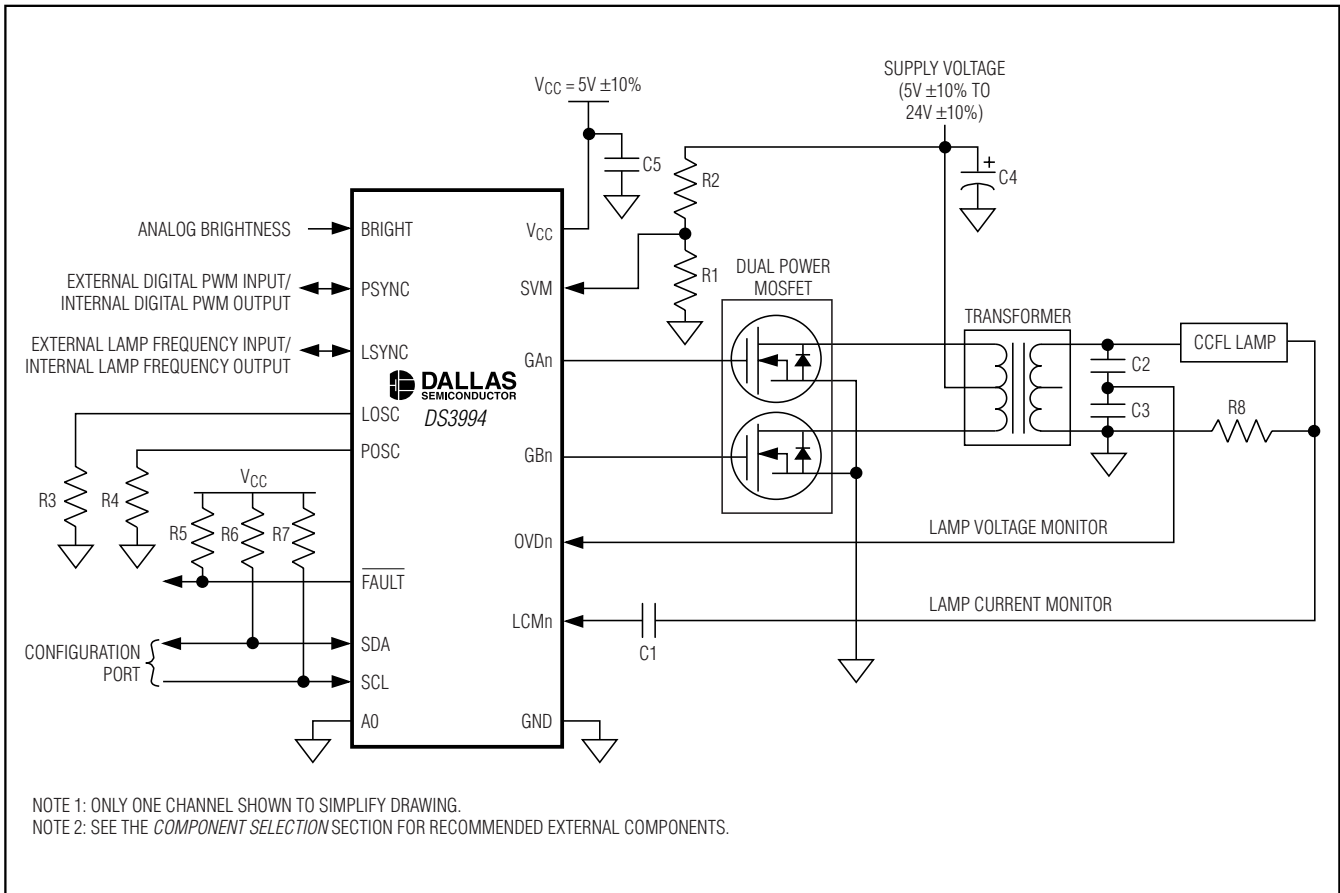 SUPPLY VOLTAGE
(5V ±10% TO
24V ±10%)
VCC = 5V ±10%
C5
R2
C4
+
ANALOG BRIGHTNESS
BRIGHT
VCC
EXTERNAL DIGITAL PWM INPUT/
INTERNAL DIGITAL PWM OUTPUT
PSYNC
SVM
R1
DUAL POWER
MOSFET
TRANSFORMER
EXTERNAL LAMP FREQUENCY INPUT/
INTERNAL LAMP FREQUENCY OUTPUT
LSYNC
GAn
CCFL LAMP
C2
DALLAS
SEMICONDUCTOR
DS3994
LOSC
C3
R8
POSC
GBn
VCC
R3
R4
R5
R6
R7
OVDn
LAMP VOLTAGE MONITOR
FAULT
LCMn
C1
LAMP CURRENT MONITOR
CONFIGURATION
PORT
SDA
SCL
A0
GND
NOTE 1: ONLY ONE CHANNEL SHOWN TO SIMPLIFY DRAWING.
NOTE 2: SEE THE COMPONENT SELECTION SECTION FOR RECOMMENDED EXTERNAL COMPONENTS.